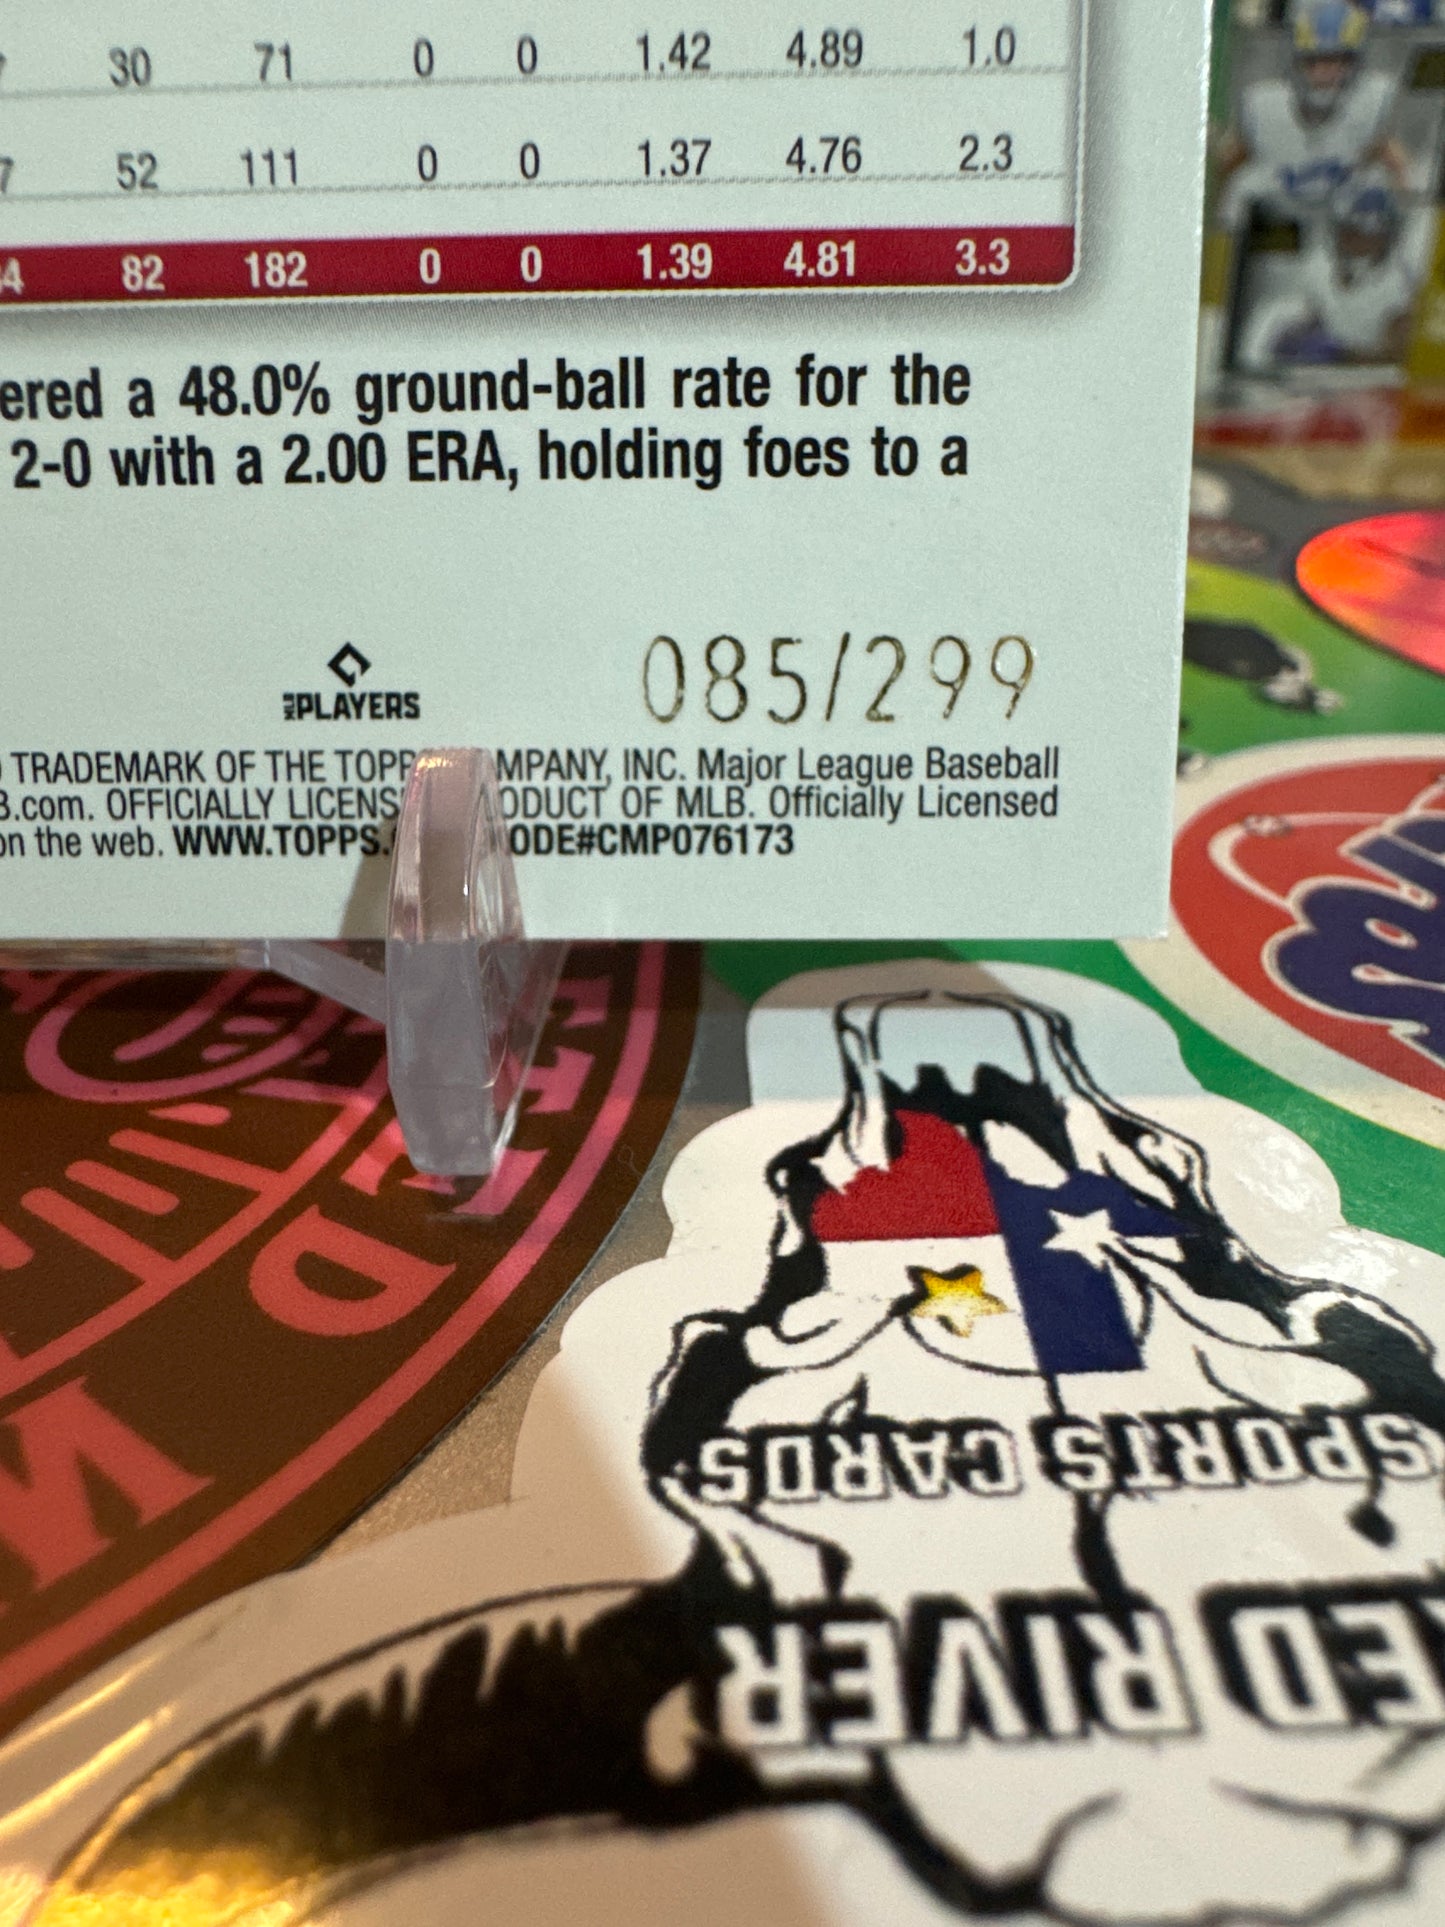 30 71 0 0 1.42 4.89 1.0
7 52 111 0 0 1.37 4.76 2.3
82 182 0 0 1.39 4.81 3.3
ered a 48.0% ground-ball rate for the
2-0 with a 2.00 ERA, holding foes to a
MLB PLAYERS
085/299
TRADEMARK OF THE TOPP OMPANY, INC. Major League Baseball
B.com. OFFICIALLY LICENS ODUCT OF MLB. Officially Licensed
on the web. WWW.TOPPS. ODE#CMP076173
SPORTS CARDS
RED RIVER